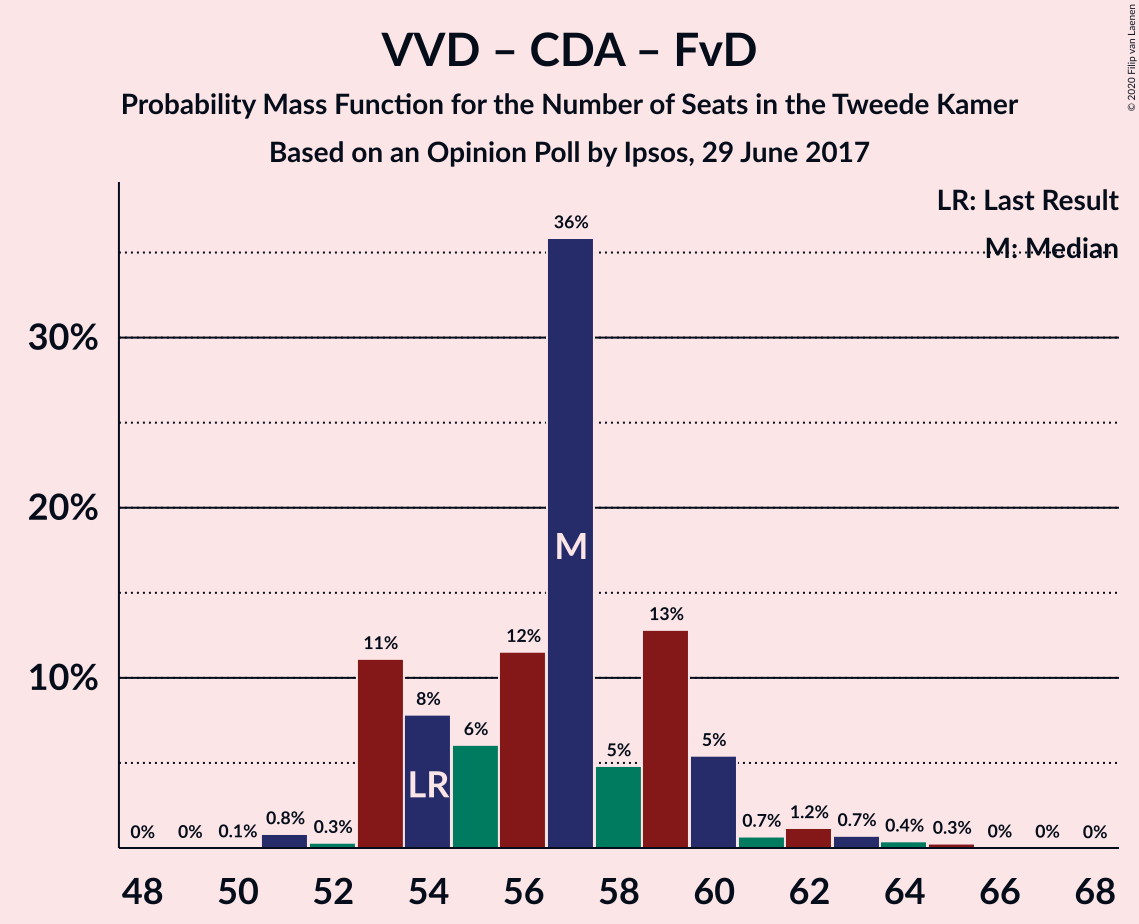 VVD – CDA – FvD
Probability Mass Function for the Number of Seats in the Tweede Kamer
Based on an Opinion Poll by Ipsos, 29 June 2017
© 2020 Filip van Laenen
LR: Last Result
M: Median
30%
20%
10%
0% 0% 0.1% 0.8% 0.3% 11% 8% 6% 12% 36% 5% 13% 5% 0.7% 1.2% 0.7% 0.4% 0.3% 0% 0% 0%
LR
M
48 50 52 54 56 58 60 62 64 66 68